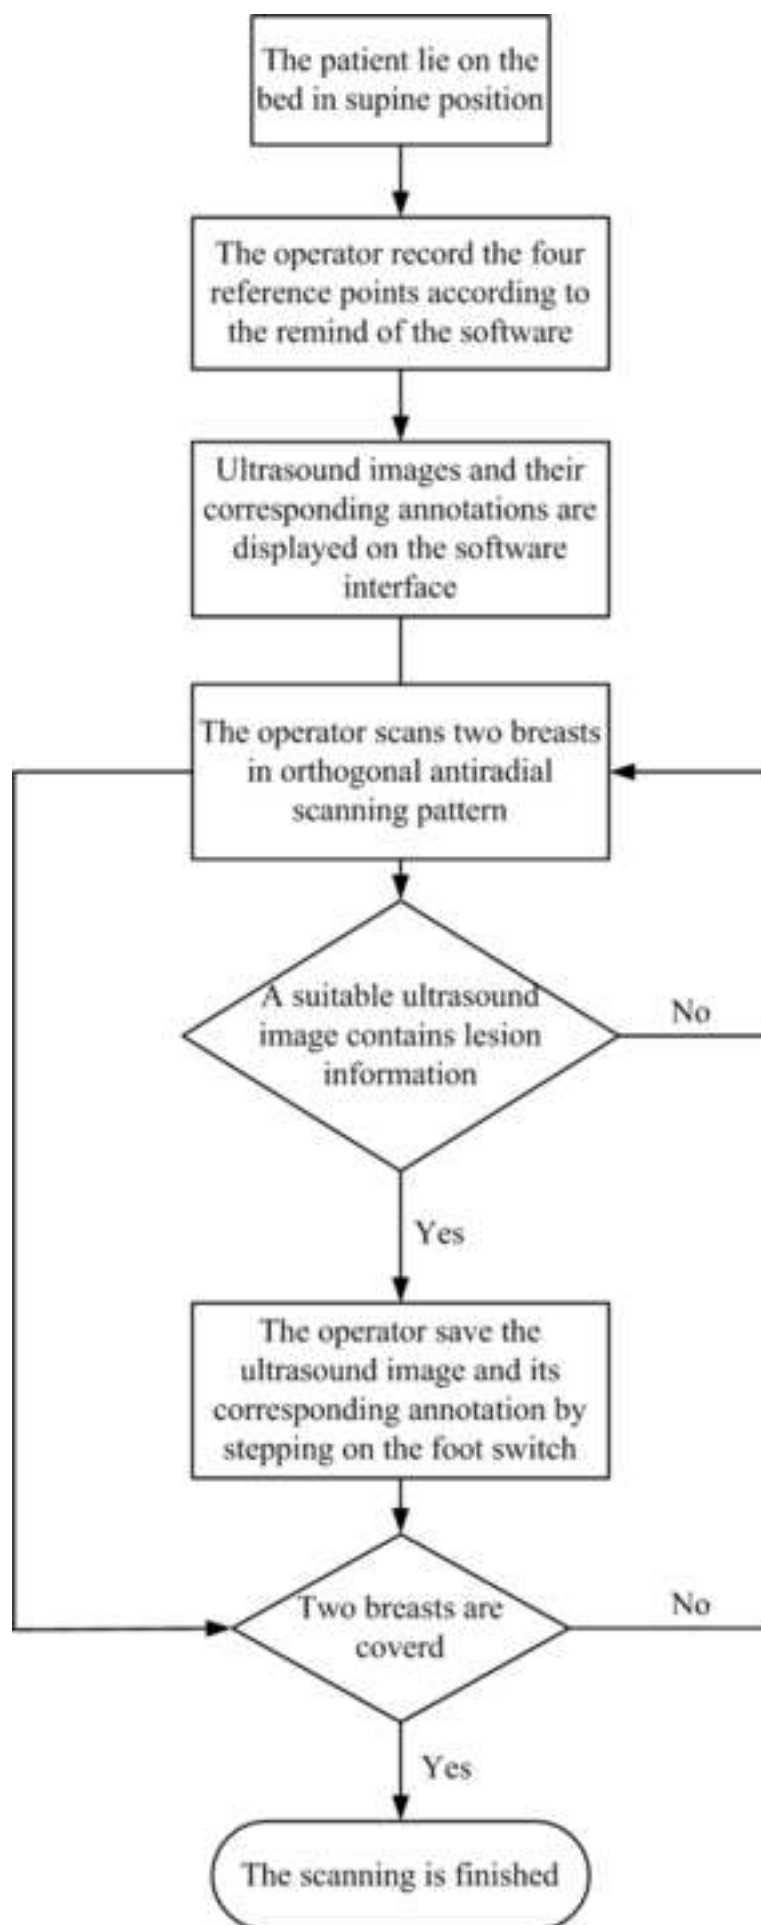 The patient lie on the
bed in supine position
The operator record the four
reference points according to
the remind of the software
Ultrasound images and their
corresponding annotations are
displayed on the software
interface
The operator scans two breasts
in orthogonal antiradial
scanning pattern
A suitable ultrasound
image contains lesion
information
No
Yes
The operator save the
ultrasound image and its
corresponding annotation by
stepping on the foot switch
Two breasts are
coverd
No
Yes
The scanning is finished